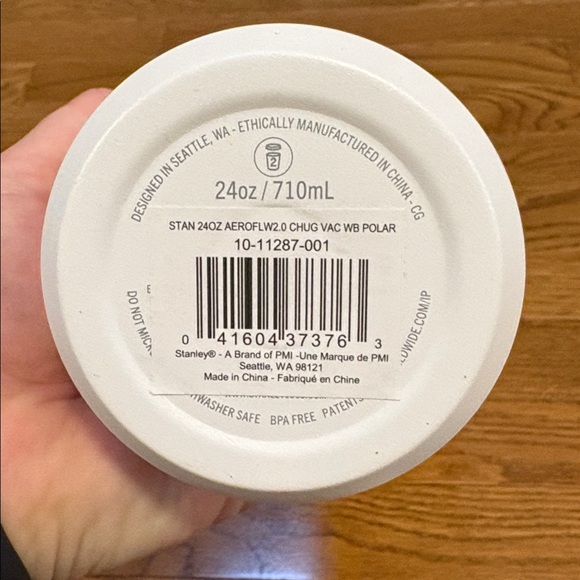 DESIGNED IN SEATTLE, WA - ETHICALLY MANUFACTURED IN CHINA - CG
2
24oz / 710mL
STAN 24OZ AEROFLW2.0 CHUG VAC WB POLAR
10-11287-001
0 41604 37376 3
Stanley® - A Brand of PMI -Une Marque de PMI
Seattle, WA 98121
Made in China - Fabriqué en Chine
DO NOT
WASHER SAFE BPA FREE
LDWIDE.COM/IP